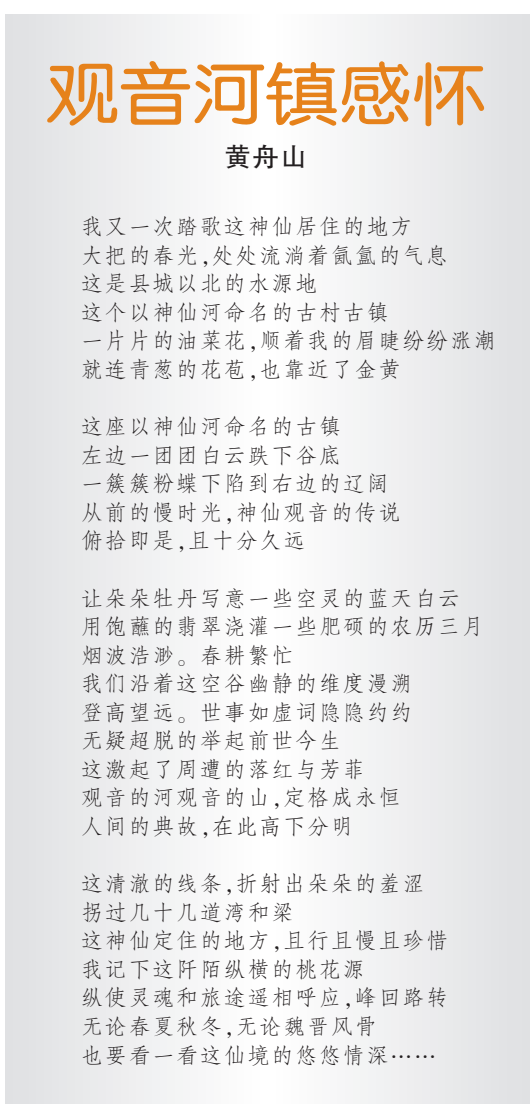 观音河镇感怀
黄舟山
我又一次踏歌这神仙居住的地方
大把的春光,处处流淌着氤氲的气息
这是县城以北的水源地
这个以神仙河命名的古村古镇
一片片的油菜花,顺着我的眉睫纷纷涨潮
就连青葱的花苞,也靠近了金黄
这座以神仙河命名的古镇
左边一团团白云跌下谷底
一簇簇粉蝶下陷到右边的辽阔
从前的慢时光,神仙观音的传说
俯拾即是,且十分久远
让朵朵牡丹写意一些空灵的蓝天白云
用饱蘸的翡翠浇灌一些肥硕的农历三月
烟波浩渺。春耕繁忙
我们沿着这空谷幽静的维度漫溯
登高望远。世事如虚词隐隐约约
无疑超脱的举起前世今生
这激起了周遭的落红与芳菲
观音的河观音的山,定格成永恒
人间的典故,在此高下分明
这清澈的线条,折射出朵朵的羞涩
拐过几十几道湾和梁
这神仙定住的地方,且行且慢且珍惜
我记下这阡陌纵横的桃花源
纵使灵魂和旅途遥相呼应,峰回路转
无论春夏秋冬,无论魏晋风骨
也要看一看这仙境的悠悠情深……